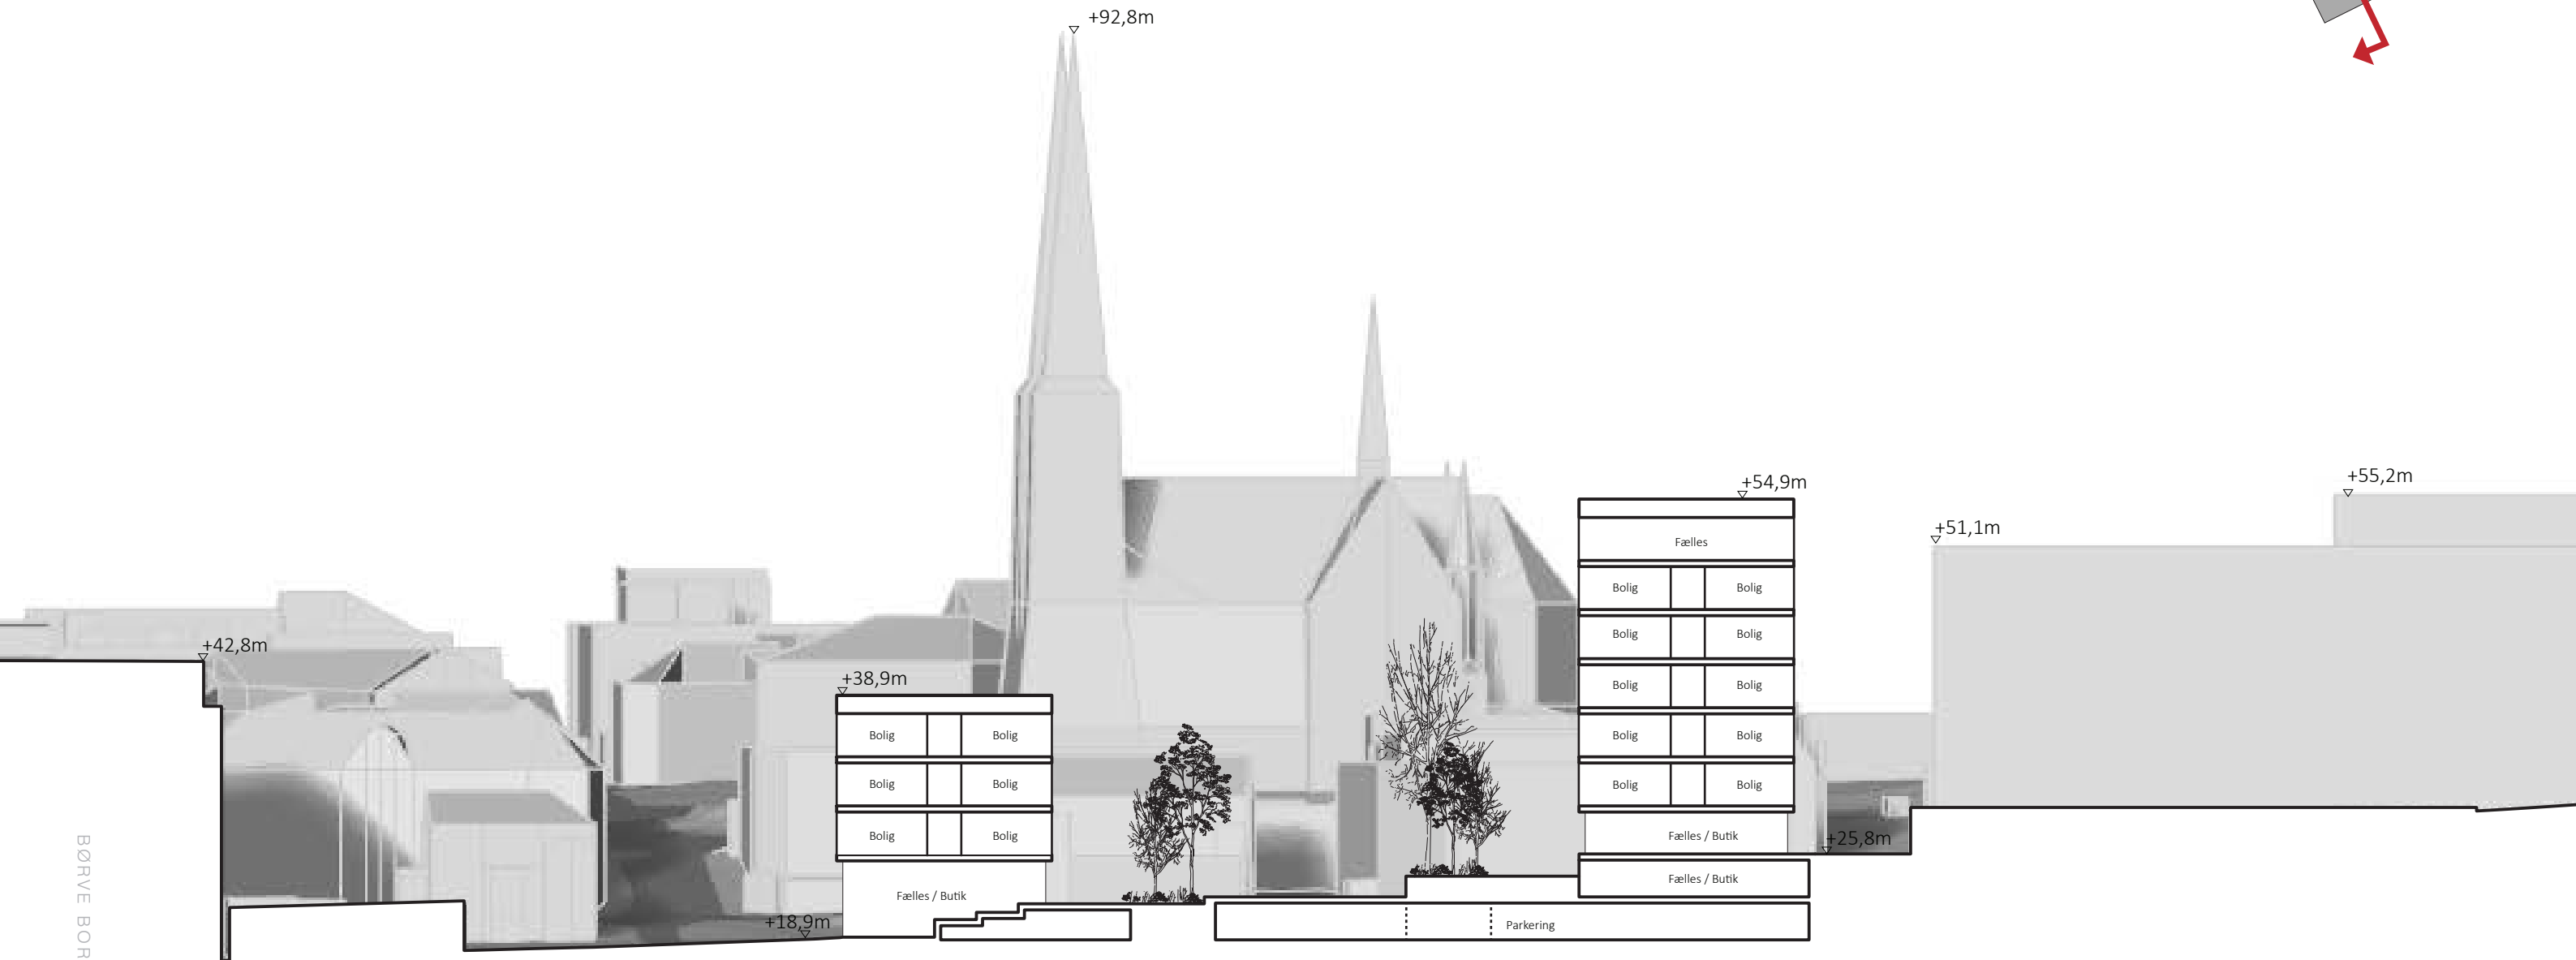 +92,8m
+54,9m
+55,2m
+51,1m
Fælles
Bolig Bolig
Bolig Bolig
+42,8m
+38,9m
Bolig Bolig
Bolig Bolig
Bolig Bolig
Bolig Bolig
Bolig Bolig
Bolig Bolig
Fælles / Butik
+25,8m
Fælles / Butik
Fælles / Butik
+18,9m
Parkering
BØRVE BOR